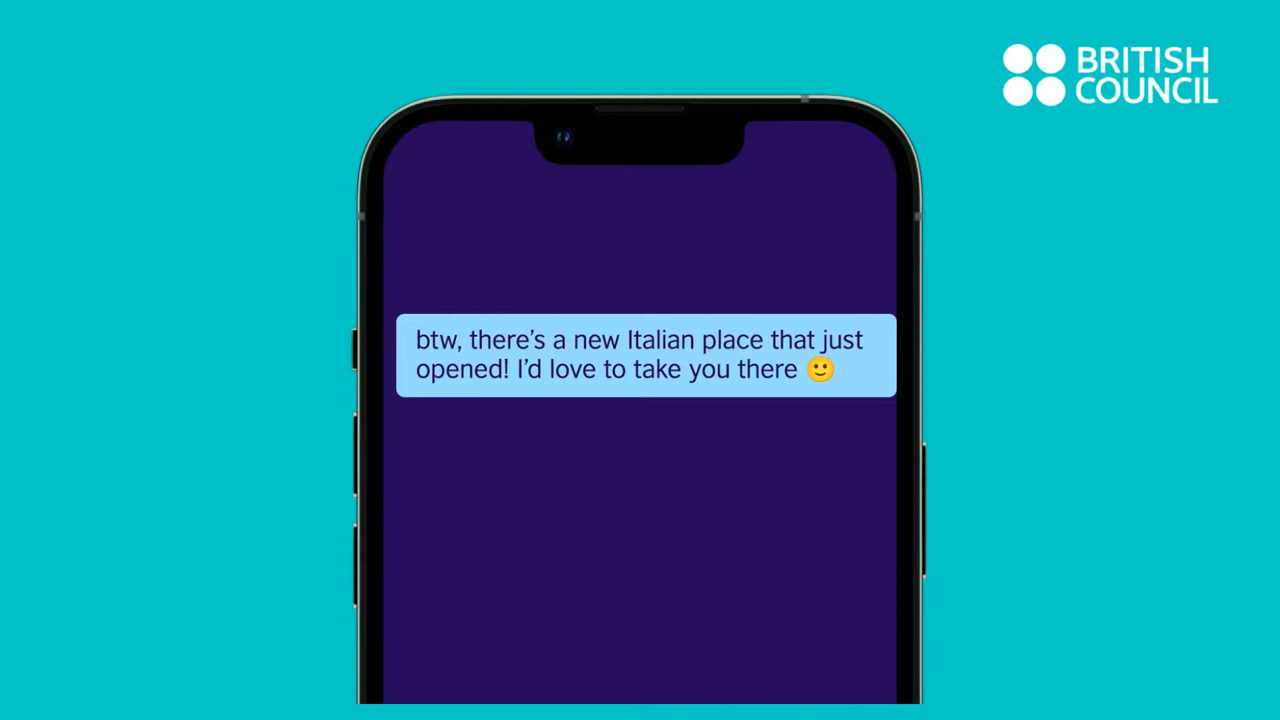 BRITISH
COUNCIL
btw, there’s a new Italian place that just
opened! I’d love to take you there 🙂